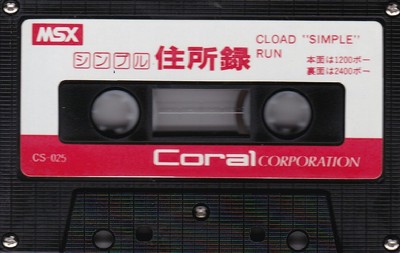 MSX
シンプル 住所録
CLOAD "SIMPLE"
RUN
本面は1200ボー
裏面は2400ボー
CS-025
Coral CORPORATION